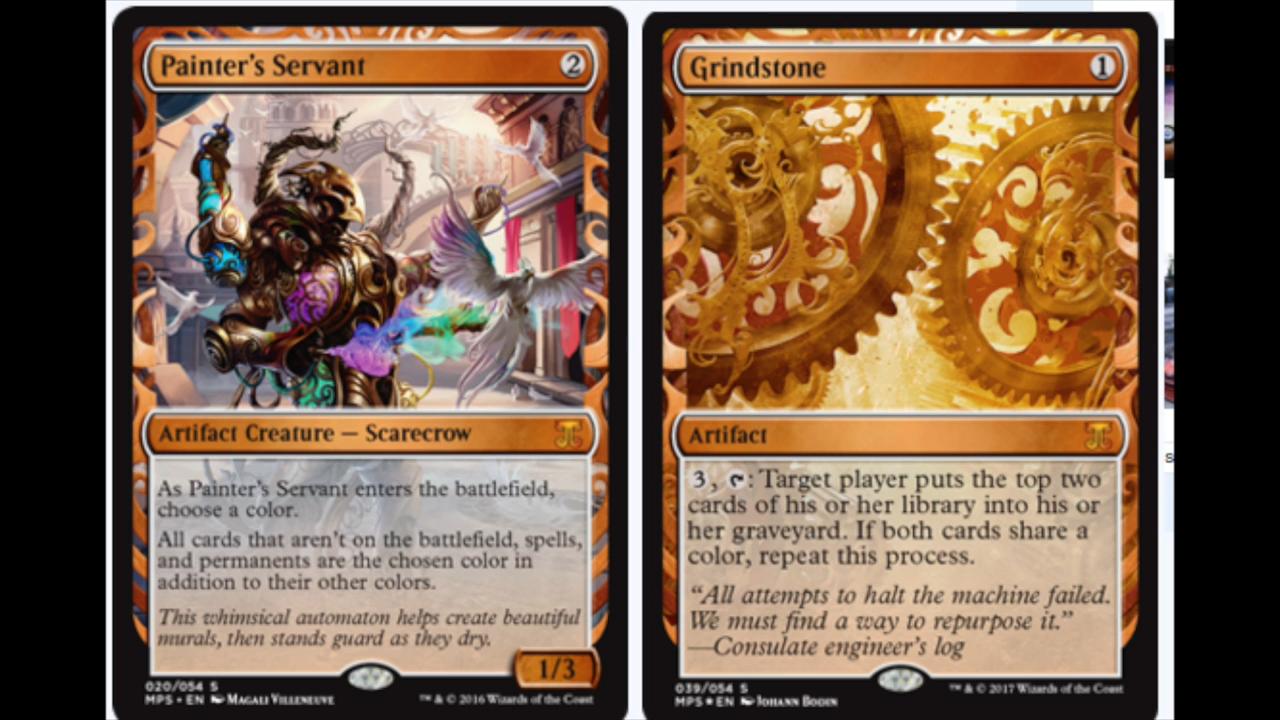 Painter's Servant 2
Artifact Creature — Scarecrow
As Painter's Servant enters the battlefield,
choose a color.
All cards that aren't on the battlefield, spells,
and permanents are the chosen color in
addition to their other colors.
This whimsical automaton helps create beautiful
murals, then stands guard as they dry.
1/3
020/054 S
MPS • EN Magali Villeneuve
™ & © 2016 Wizards of the Coast
Grindstone 1
Artifact
3, : Target player puts the top two
cards of his or her library into his or
her graveyard. If both cards share a
color, repeat this process.
“All attempts to halt the machine failed.
We must find a way to repurpose it.”
—Consulate engineer's log
039/054 S
MPS ★ EN Johann Bodin
™ & © 2017 Wizards of the Coast
s